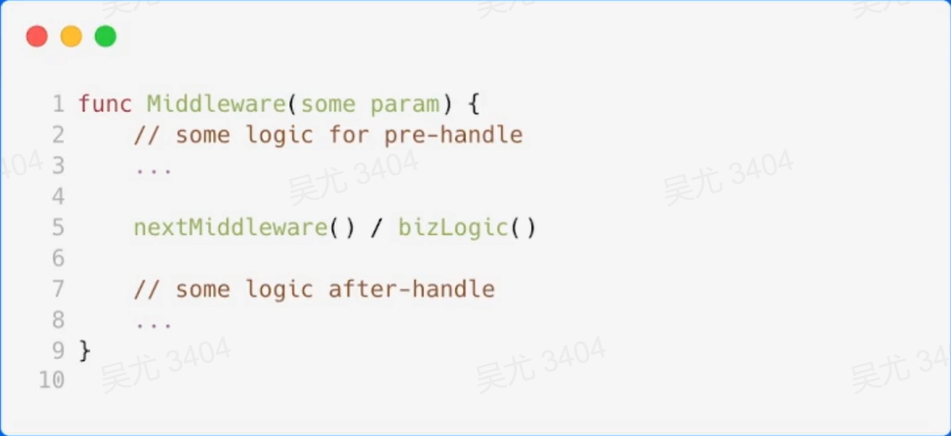 1 func Middleware(some param) {
2     // some logic for pre-handle
3     ...
4
5     nextMiddleware() / bizLogic()
6
7     // some logic after-handle
8     ...
9 }
10
吴尤 3404
吴尤 3404
吴尤 3404
吴尤 3404